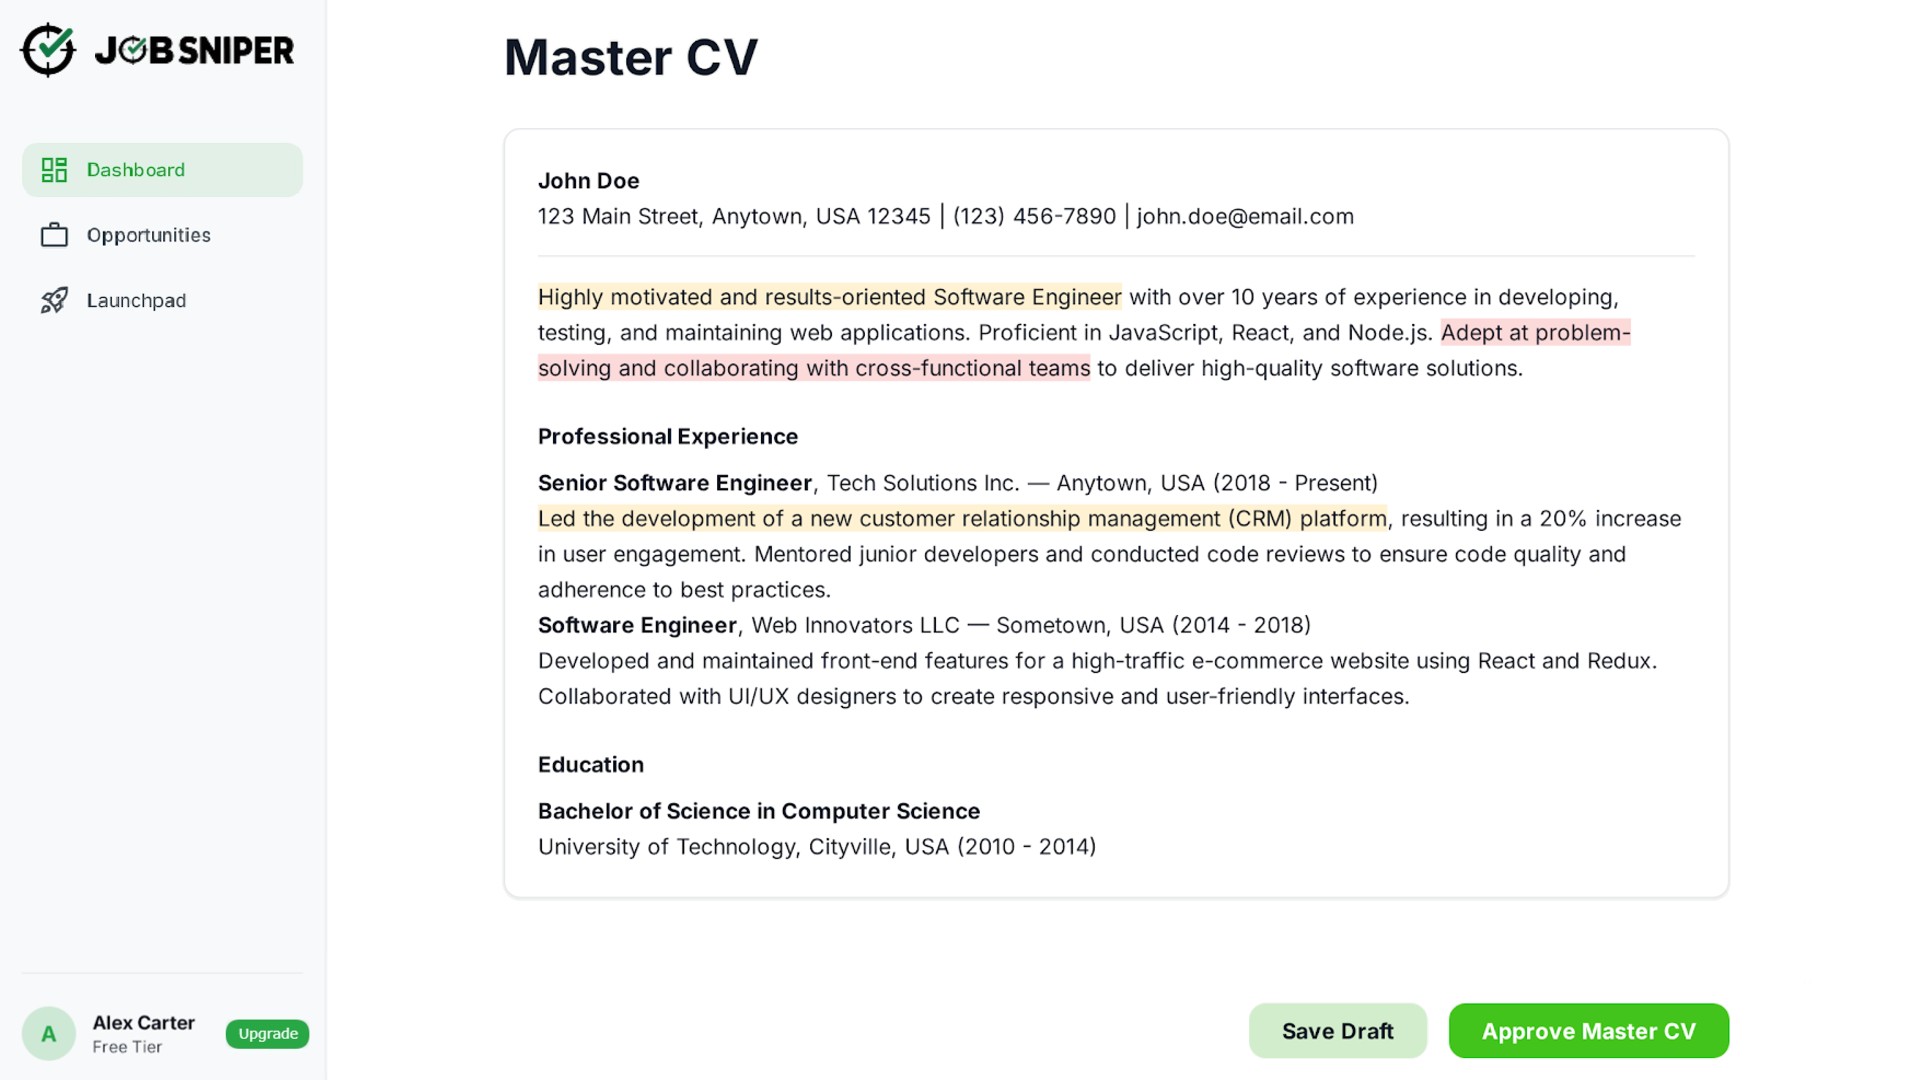 JOB SNIPER
Dashboard
Opportunities
Launchpad
A
Alex Carter
Free Tier
Upgrade
Master CV
John Doe
123 Main Street, Anytown, USA 12345 | (123) 456-7890 | john.doe@email.com
Highly motivated and results-oriented Software Engineer with over 10 years of experience in developing,
testing, and maintaining web applications. Proficient in JavaScript, React, and Node.js. Adept at problem-
solving and collaborating with cross-functional teams to deliver high-quality software solutions.
Professional Experience
Senior Software Engineer, Tech Solutions Inc. — Anytown, USA (2018 - Present)
Led the development of a new customer relationship management (CRM) platform, resulting in a 20% increase
in user engagement. Mentored junior developers and conducted code reviews to ensure code quality and
adherence to best practices.
Software Engineer, Web Innovators LLC — Sometown, USA (2014 - 2018)
Developed and maintained front-end features for a high-traffic e-commerce website using React and Redux.
Collaborated with UI/UX designers to create responsive and user-friendly interfaces.
Education
Bachelor of Science in Computer Science
University of Technology, Cityville, USA (2010 - 2014)
Save Draft
Approve Master CV